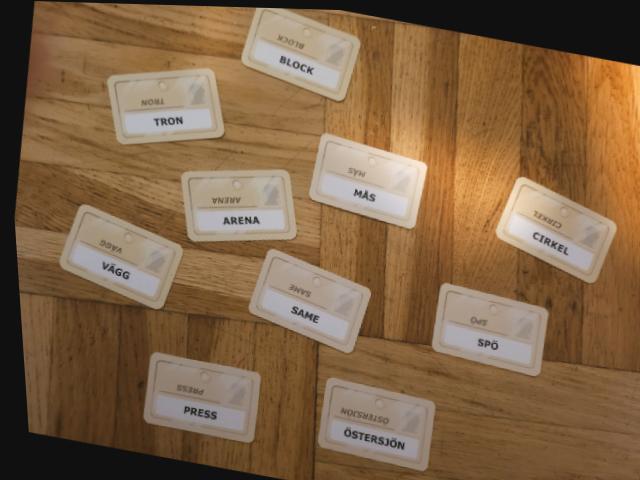 BLOCK
BLOCK
TRON
TRON
MÅS
MÅS
ARENA
ARENA
CIRKEL
CIRKEL
VÄGG
VÄGG
SAME
SAME
SPÖ
SPÖ
PRESS
PRESS
ÖSTERSJÖN
ÖSTERSJÖN